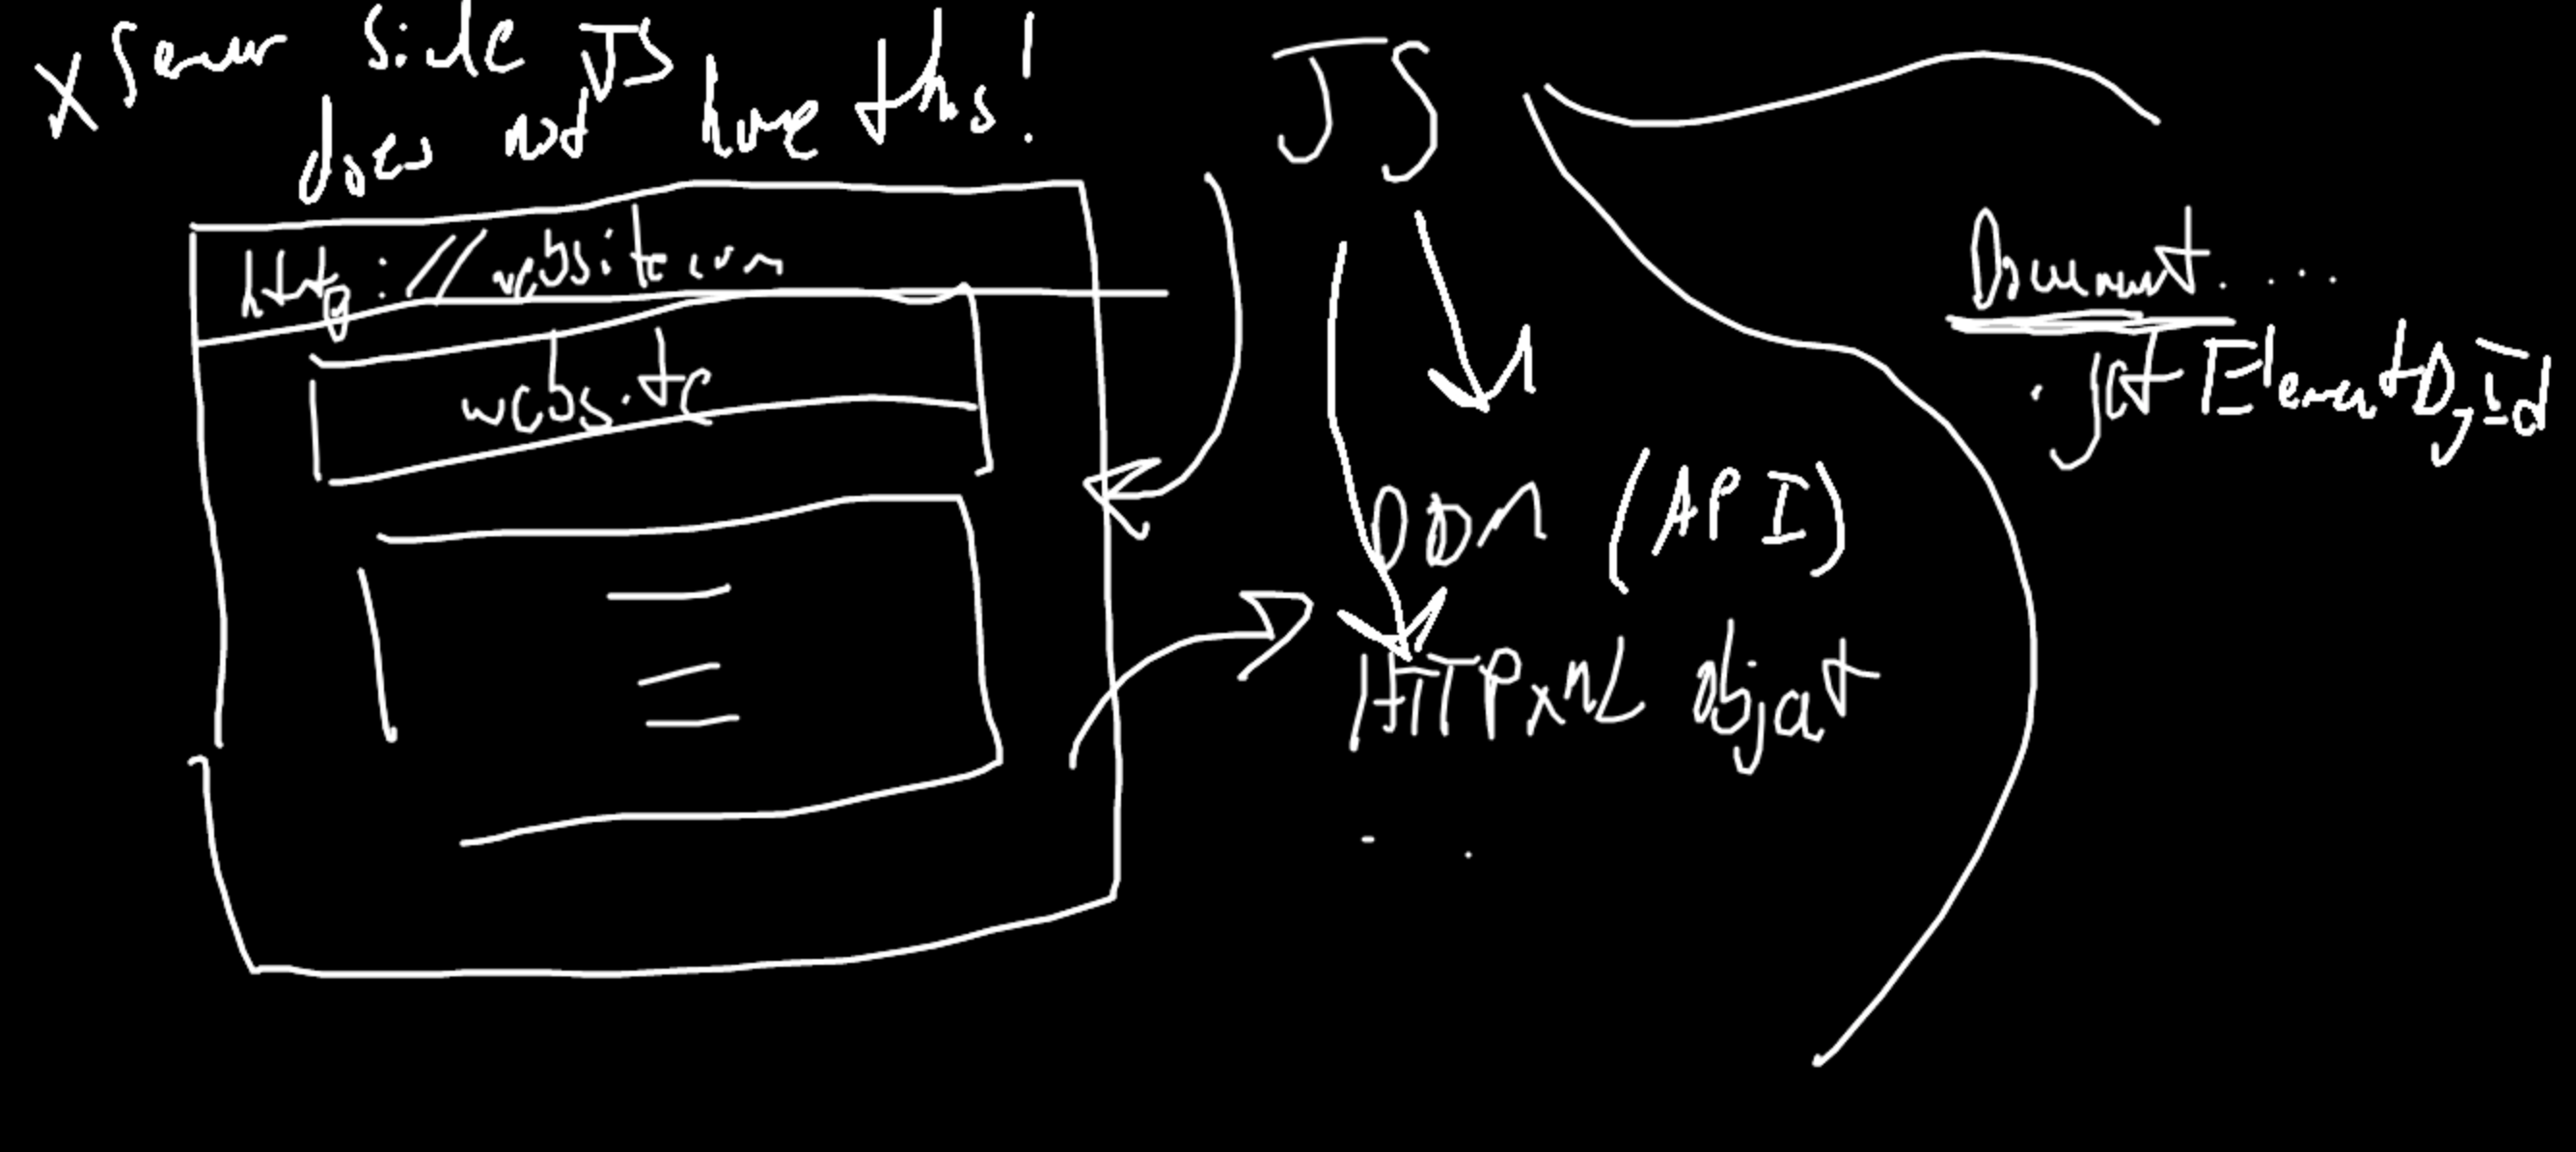 x Server side JS
does not have this!
JS
http://website.com
website
Document....
.getElementById
DOM (API)
HTTPXML object